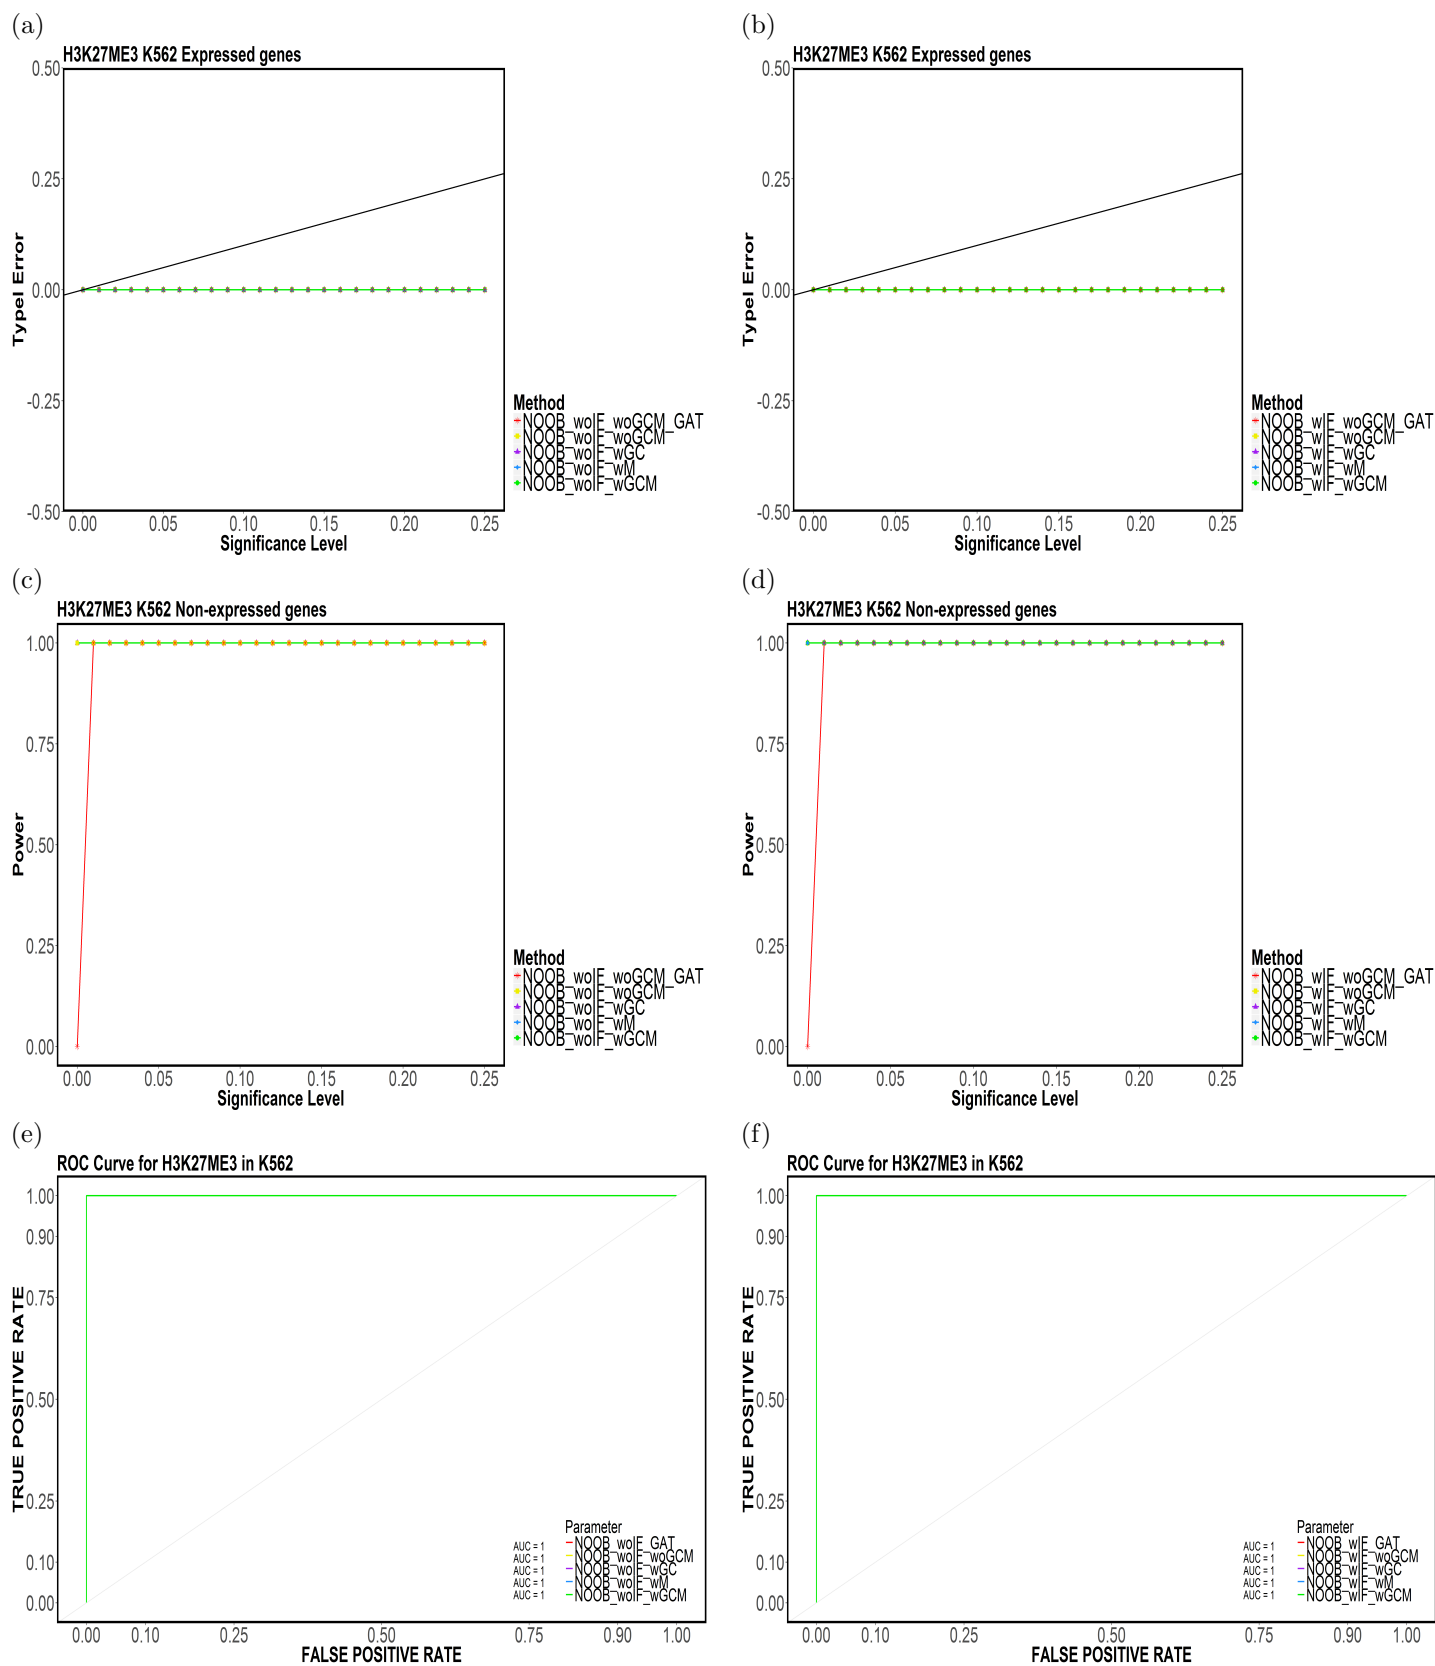 (a)
H3K27ME3 K562 Expressed genes
0.50
0.25
0.00
-0.25
-0.50
TypeI Error
0.00 0.05 0.10 0.15 0.20 0.25
Significance Level
Method
NOOB_woIF_woGCM_GAT
NOOB_woIF_woGCM
NOOB_woIF_wGC
NOOB_woIF_wM
NOOB_woIF_wGCM
(b)
H3K27ME3 K562 Expressed genes
0.50
0.25
0.00
-0.25
-0.50
TypeI Error
0.00 0.05 0.10 0.15 0.20 0.25
Significance Level
Method
NOOB_wIF_woGCM_GAT
NOOB_wIF_woGCM
NOOB_wIF_wGC
NOOB_wIF_wM
NOOB_wIF_wGCM
(c)
H3K27ME3 K562 Non-expressed genes
1.00
0.75
0.50
0.25
0.00
Power
0.00 0.05 0.10 0.15 0.20 0.25
Significance Level
Method
NOOB_woIF_woGCM_GAT
NOOB_woIF_woGCM
NOOB_woIF_wGC
NOOB_woIF_wM
NOOB_woIF_wGCM
(d)
H3K27ME3 K562 Non-expressed genes
1.00
0.75
0.50
0.25
0.00
Power
0.00 0.05 0.10 0.15 0.20 0.25
Significance Level
Method
NOOB_wIF_woGCM_GAT
NOOB_wIF_woGCM
NOOB_wIF_wGC
NOOB_wIF_wM
NOOB_wIF_wGCM
(e)
ROC Curve for H3K27ME3 in K562
1.00
0.90
0.75
0.50
0.25
0.10
0.00
TRUE POSITIVE RATE
0.00 0.10 0.25 0.50 0.75 0.90 1.00
FALSE POSITIVE RATE
Parameter
AUC = 1 NOOB_woIF_GAT
AUC = 1 NOOB_woIF_woGCM
AUC = 1 NOOB_woIF_wGC
AUC = 1 NOOB_woIF_wM
AUC = 1 NOOB_woIF_wGCM
(f)
ROC Curve for H3K27ME3 in K562
1.00
0.90
0.75
0.50
0.25
0.10
0.00
TRUE POSITIVE RATE
0.00 0.10 0.25 0.50 0.75 0.90 1.00
FALSE POSITIVE RATE
Parameter
AUC = 1 NOOB_wIF_GAT
AUC = 1 NOOB_wIF_woGCM
AUC = 1 NOOB_wIF_wGC
AUC = 1 NOOB_wIF_wM
AUC = 1 NOOB_wIF_wGCM